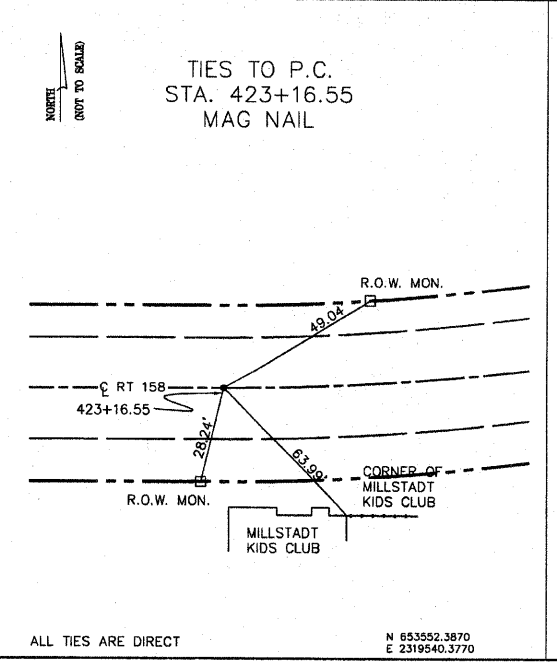 NORTH
(NOT TO SCALE)
TIES TO P.C.
STA. 423+16.55
MAG NAIL
R.O.W. MON.
49.04
℄ RT 158
423+16.55
28.24'
63.99'
R.O.W. MON.
CORNER OF
MILLSTADT
KIDS CLUB
MILLSTADT
KIDS CLUB
ALL TIES ARE DIRECT
N 653552.3870
E 2319540.3770